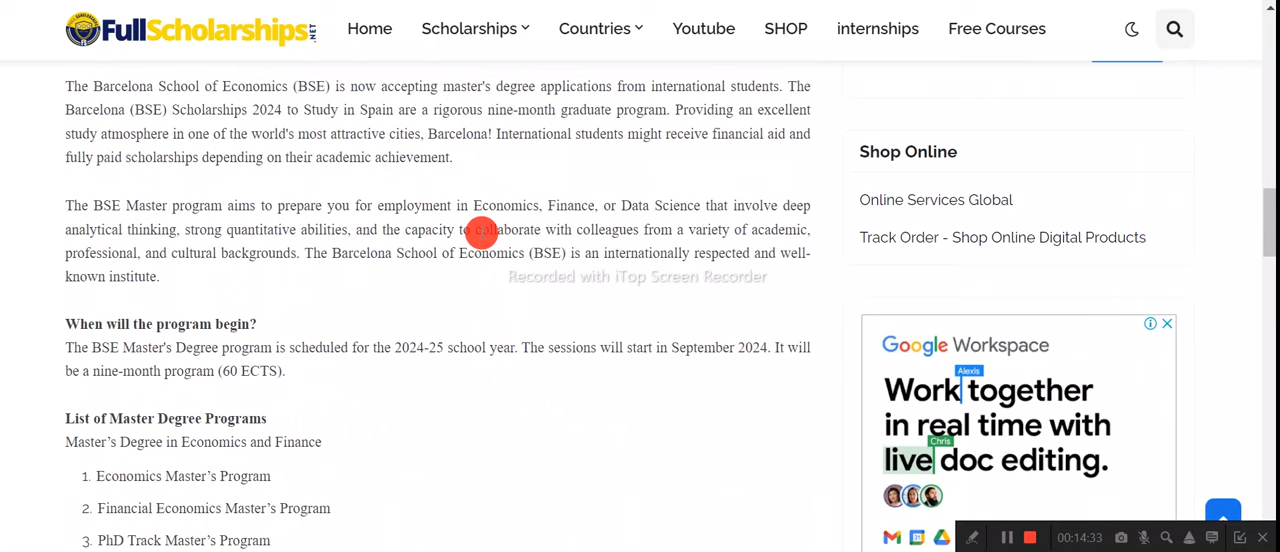 FullScholarships.NET
Home Scholarships Countries Youtube SHOP internships Free Courses
The Barcelona School of Economics (BSE) is now accepting master's degree applications from international students. The
Barcelona (BSE) Scholarships 2024 to Study in Spain are a rigorous nine-month graduate program. Providing an excellent
study atmosphere in one of the world's most attractive cities, Barcelona! International students might receive financial aid and
fully paid scholarships depending on their academic achievement.
The BSE Master program aims to prepare you for employment in Economics, Finance, or Data Science that involve deep
analytical thinking, strong quantitative abilities, and the capacity to collaborate with colleagues from a variety of academic,
professional, and cultural backgrounds. The Barcelona School of Economics (BSE) is an internationally respected and well-
known institute.
Recorded with iTop Screen Recorder
When will the program begin?
The BSE Master's Degree program is scheduled for the 2024-25 school year. The sessions will start in September 2024. It will
be a nine-month program (60 ECTS).
List of Master Degree Programs
Master's Degree in Economics and Finance
1. Economics Master's Program
2. Financial Economics Master's Program
3. PhD Track Master's Program
Shop Online
Online Services Global
Track Order - Shop Online Digital Products
Google Workspace
Alexis
Work together
in real time with
Chris
live doc editing.
00:14:33